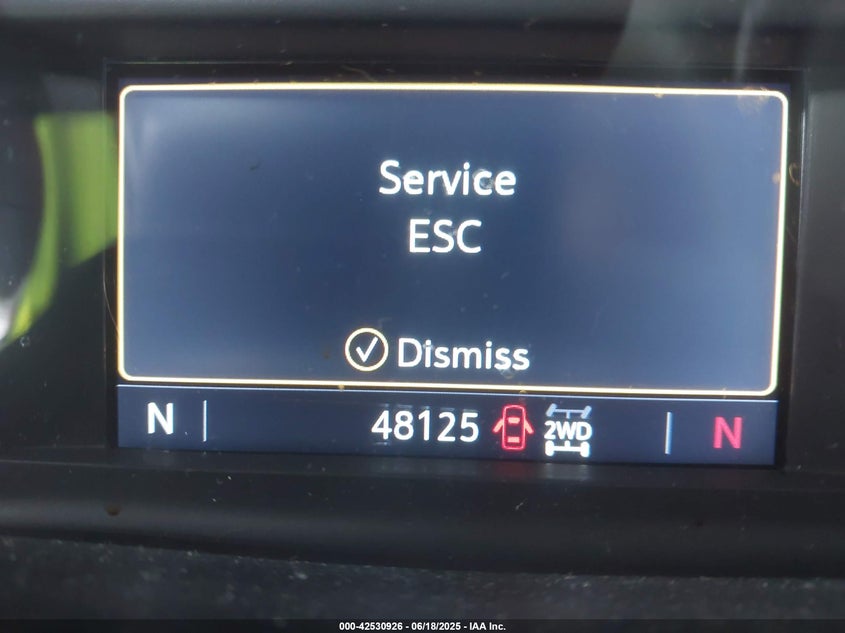 Service
ESC
Dismiss
N 48125 2WD N
000-42530926 - 06/18/2025 - IAA Inc.